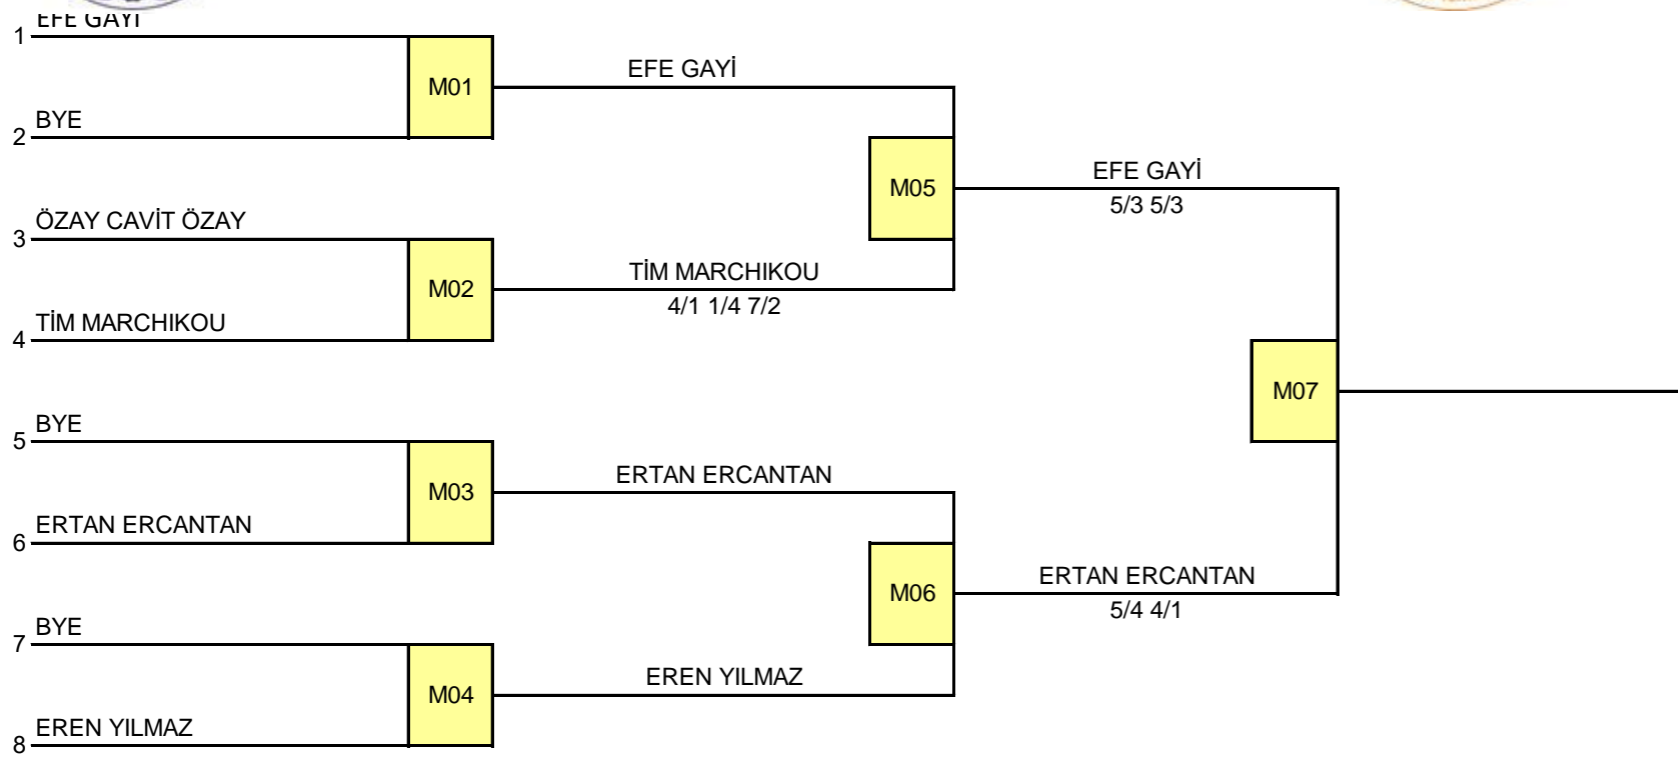 EFE GAYİ
1
M01
EFE GAYİ
BYE
2
M05
EFE GAYİ
5/3 5/3
ÖZAY CAVİT ÖZAY
3
M02
TİM MARCHIKOU
4/1 1/4 7/2
TİM MARCHIKOU
4
M07
BYE
5
M03
ERTAN ERCANTAN
ERTAN ERCANTAN
6
M06
ERTAN ERCANTAN
5/4 4/1
BYE
7
M04
EREN YILMAZ
EREN YILMAZ
8